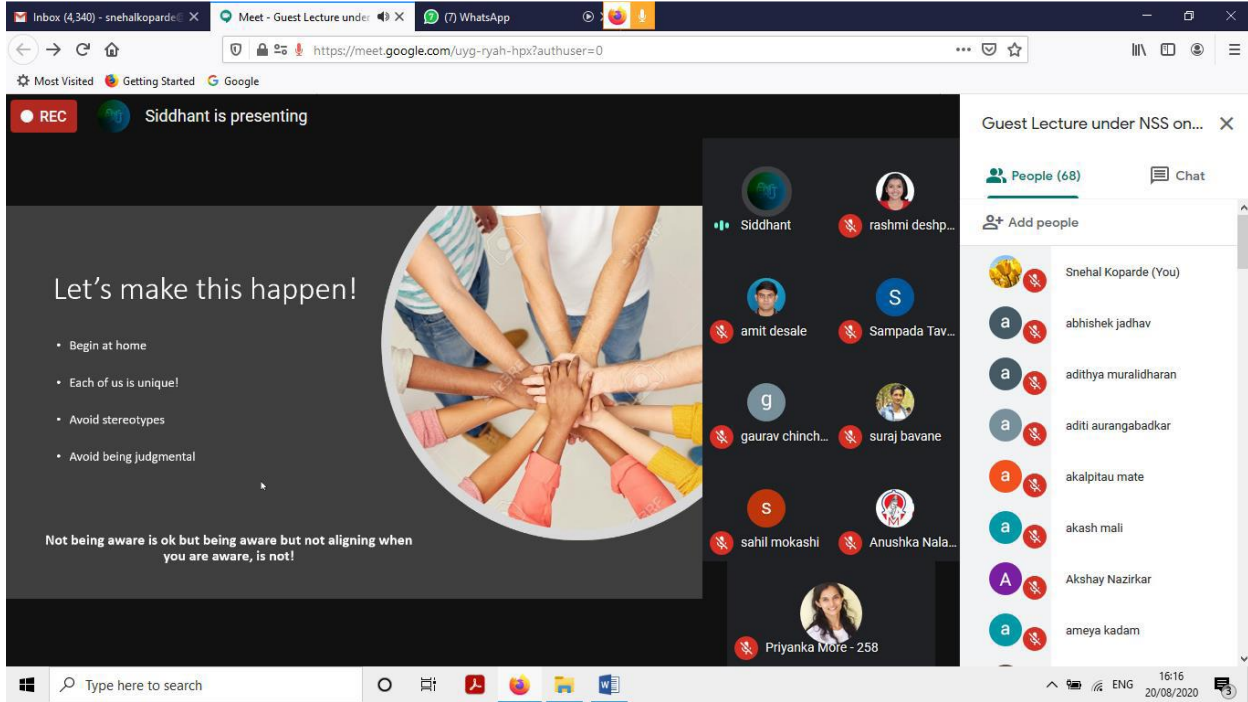 Inbox (4,340) - snehalkoparde
Meet - Guest Lecture under
(7) WhatsApp
https://meet.google.com/uyg-ryah-hpx?authuser=0
Most Visited
Getting Started
Google
REC
Siddhant is presenting
Let's make this happen!
• Begin at home
• Each of us is unique!
• Avoid stereotypes
• Avoid being judgmental
Not being aware is ok but being aware but not aligning when
you are aware, is not!
Siddhant
rashmi deshp...
amit desale
S
Sampada Tav...
g
gaurav chinch...
suraj bavane
S
sahil mokashi
M
Anushka Nala...
Priyanka More - 258
Guest Lecture under NSS on...
People (68)
Chat
Add people
Snehal Koparde (You)
a
abhishek jadhav
a
adithya muralidharan
a
aditi aurangabadkar
a
akalpitau mate
a
akash mali
A
Akshay Nazirkar
a
ameya kadam
Type here to search
ENG
16:16
20/08/2020
3